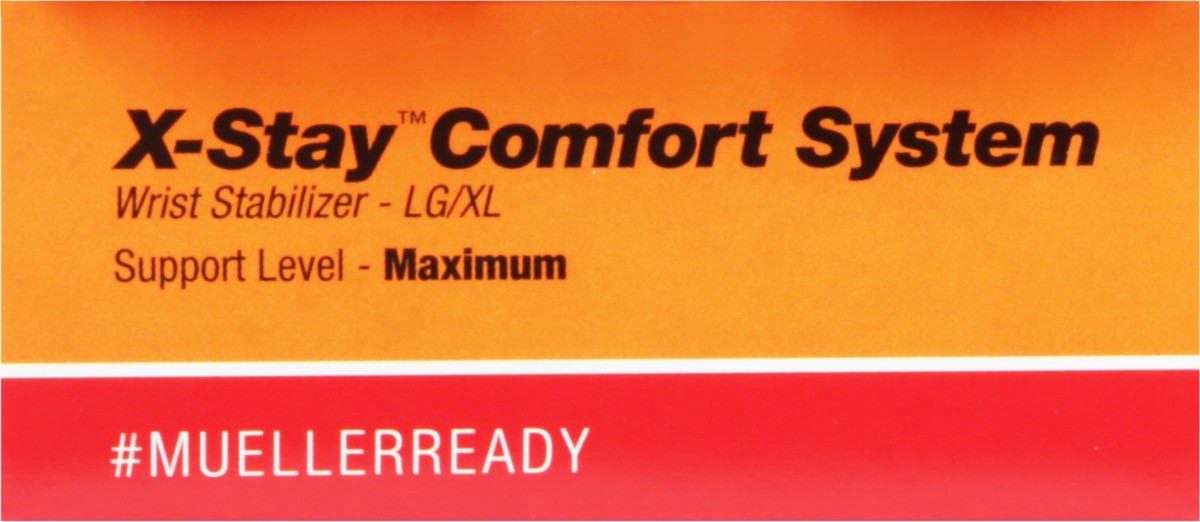 X-Stay™ Comfort System
Wrist Stabilizer - LG/XL
Support Level - Maximum
#MUELLERREADY